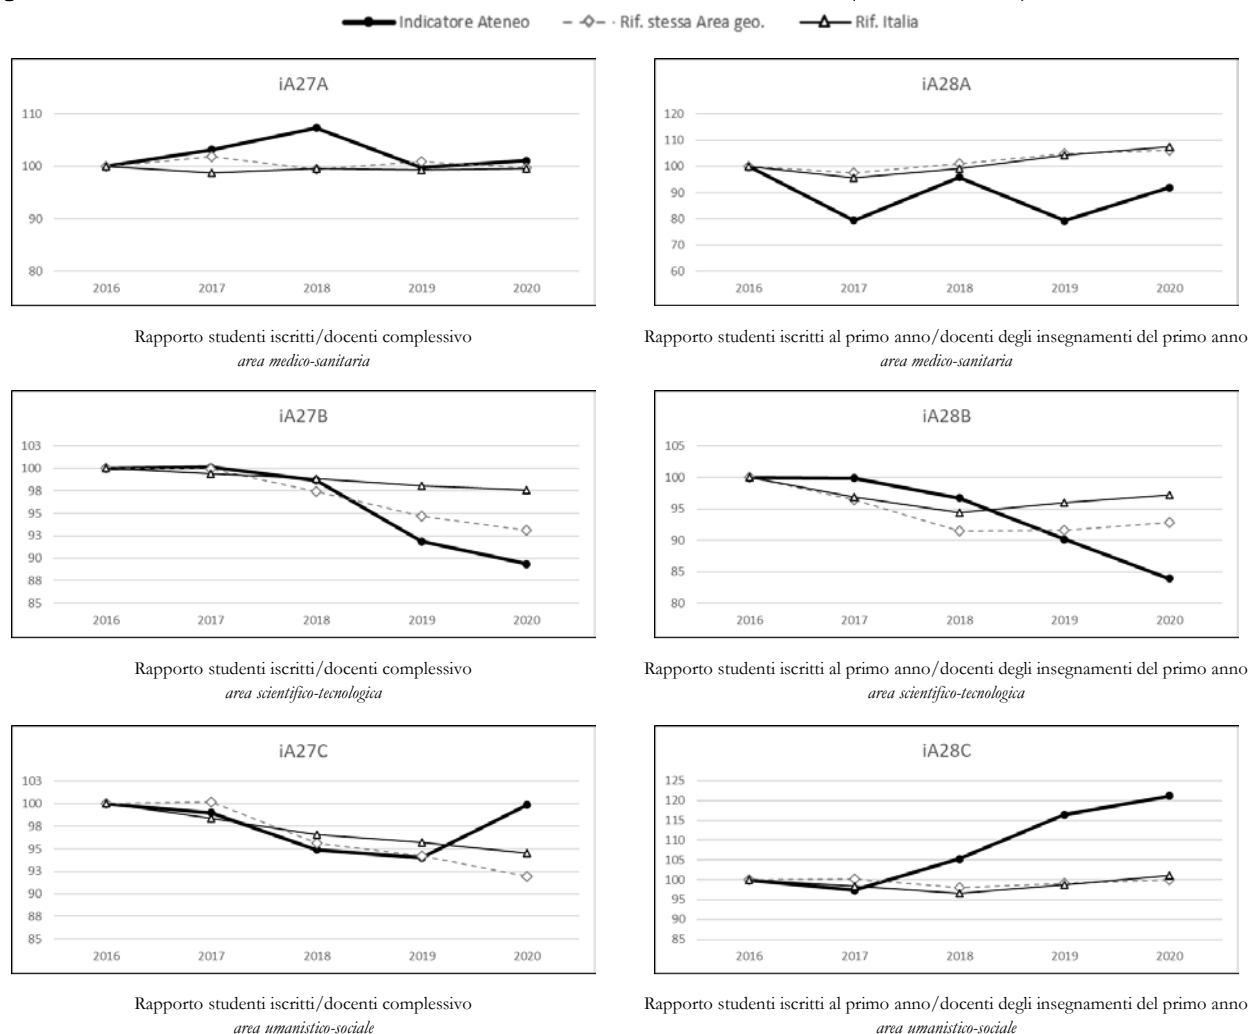 Indicatore Ateneo Rif. stessa Area geo. Rif. Italia
iA27A
110
100
90
80
2016 2017 2018 2019 2020
Rapporto studenti iscritti/docenti complessivo
area medico-sanitaria
iA28A
120
110
100
90
80
70
60
2016 2017 2018 2019 2020
Rapporto studenti iscritti al primo anno/docenti degli insegnamenti del primo anno
area medico-sanitaria
iA27B
103
100
98
95
93
90
88
85
2016 2017 2018 2019 2020
Rapporto studenti iscritti/docenti complessivo
area scientifico-tecnologica
iA28B
105
100
95
90
85
80
2016 2017 2018 2019 2020
Rapporto studenti iscritti al primo anno/docenti degli insegnamenti del primo anno
area scientifico-tecnologica
iA27C
103
100
98
95
93
90
88
85
2016 2017 2018 2019 2020
Rapporto studenti iscritti/docenti complessivo
area umanistico-sociale
iA28C
125
120
115
110
105
100
95
90
85
2016 2017 2018 2019 2020
Rapporto studenti iscritti al primo anno/docenti degli insegnamenti del primo anno
area umanistico-sociale